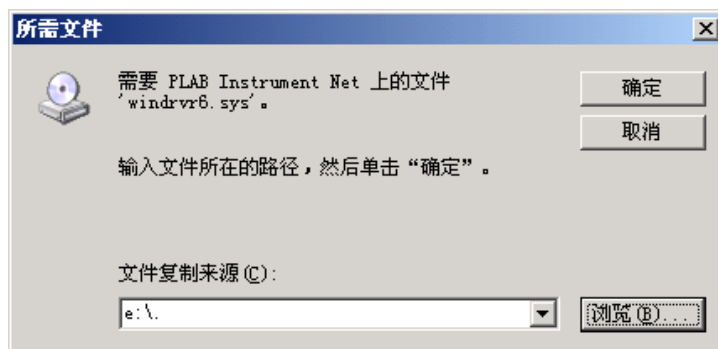 所需文件
需要 PLAB Instrument Net 上的文件
'windrvr6.sys'。
确定
取消
输入文件所在的路径，然后单击“确定”。
文件复制来源(C):
e:\.
浏览(B)...